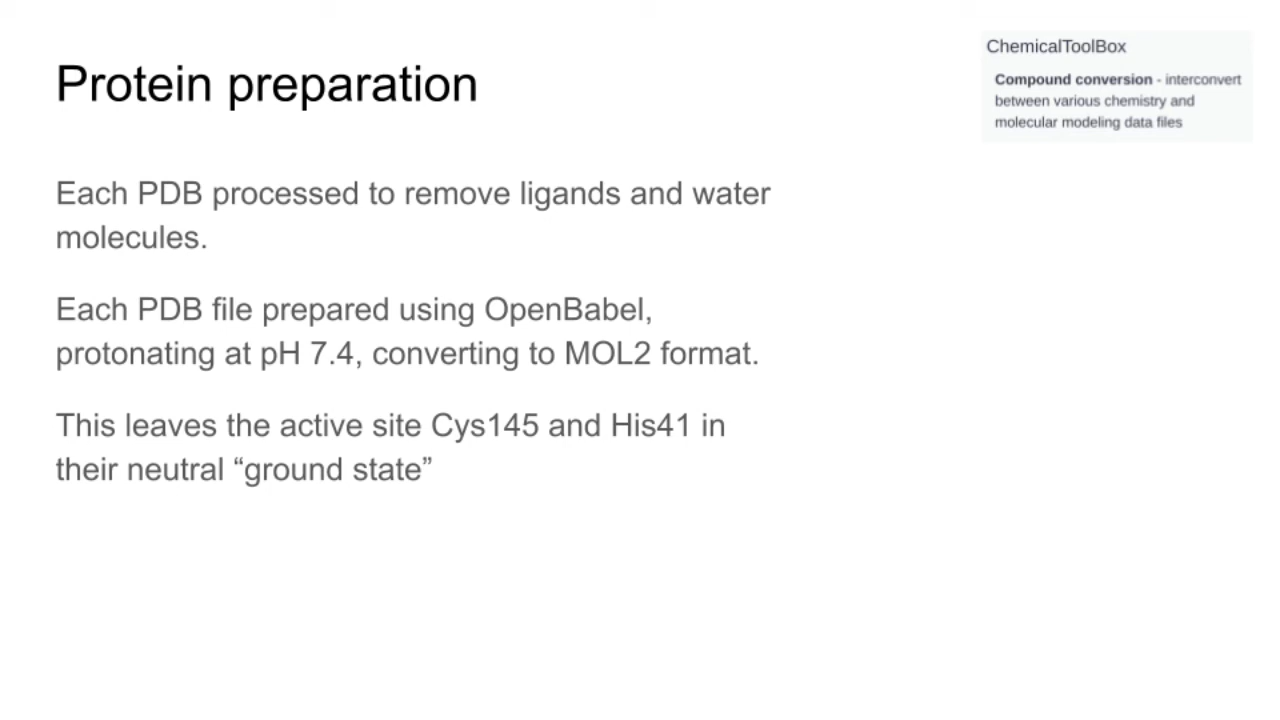 Protein preparation
ChemicalToolBox
Compound conversion - interconvert
between various chemistry and
molecular modeling data files
Each PDB processed to remove ligands and water
molecules.
Each PDB file prepared using OpenBabel,
protonating at pH 7.4, converting to MOL2 format.
This leaves the active site Cys145 and His41 in
their neutral “ground state”